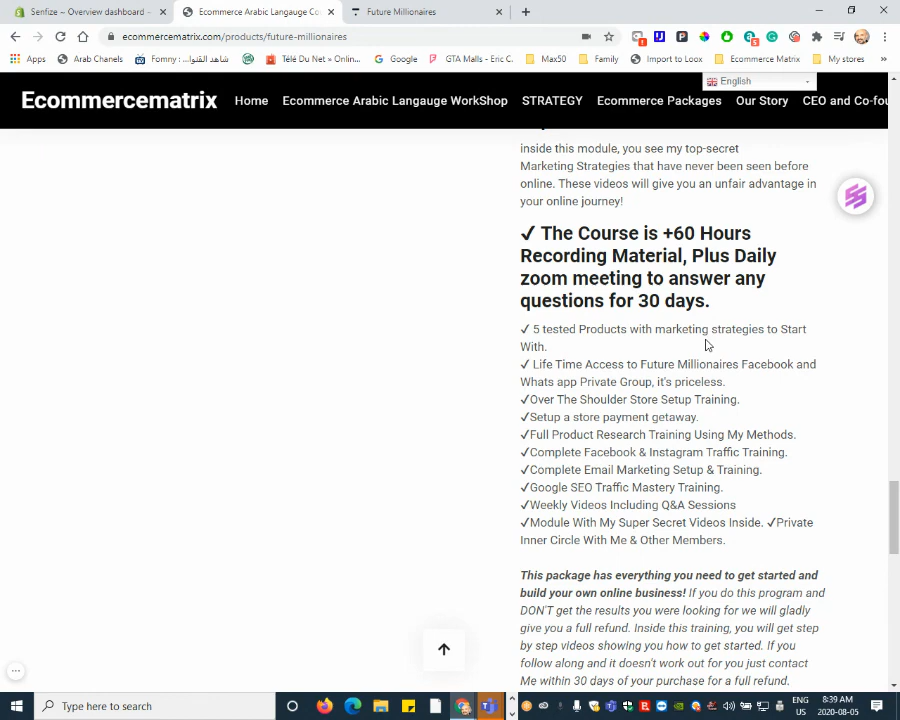 Senfize ~ Overview dashboard ~
Ecommerce Arabic Langauge Co
Future Millionaires
ecommercematrix.com/products/future-millionaires
Apps
Arab Chanels
Fomny : شاهد القنوا...
Télé Du Net » Onlin...
Google
GTA Malls - Eric C.
Max50
Family
Import to Loox
Ecommerce Matrix
My stores
English
Ecommercematrix
Home
Ecommerce Arabic Langauge WorkShop
STRATEGY
Ecommerce Packages
Our Story
CEO and Co-fou
inside this module, you see my top-secret
Marketing Strategies that have never been seen before
online. These videos will give you an unfair advantage in
your online journey!
✓ The Course is +60 Hours
Recording Material, Plus Daily
zoom meeting to answer any
questions for 30 days.
✓ 5 tested Products with marketing strategies to Start
With.
✓ Life Time Access to Future Millionaires Facebook and
Whats app Private Group, it's priceless.
✓Over The Shoulder Store Setup Training.
✓Setup a store payment getaway.
✓Full Product Research Training Using My Methods.
✓Complete Facebook & Instagram Traffic Training.
✓Complete Email Marketing Setup & Training.
✓Google SEO Traffic Mastery Training.
✓Weekly Videos Including Q&A Sessions
✓Module With My Super Secret Videos Inside. ✓Private
Inner Circle With Me & Other Members.
This package has everything you need to get started and
build your own online business! If you do this program and
DON'T get the results you were looking for we will gladly
give you a full refund. Inside this training, you will get step
by step videos showing you how to get started. If you
follow along and it doesn't work out for you just contact
Me within 30 days of your purchase for a full refund.
Type here to search
ENG
US
8:39 AM
2020-08-05